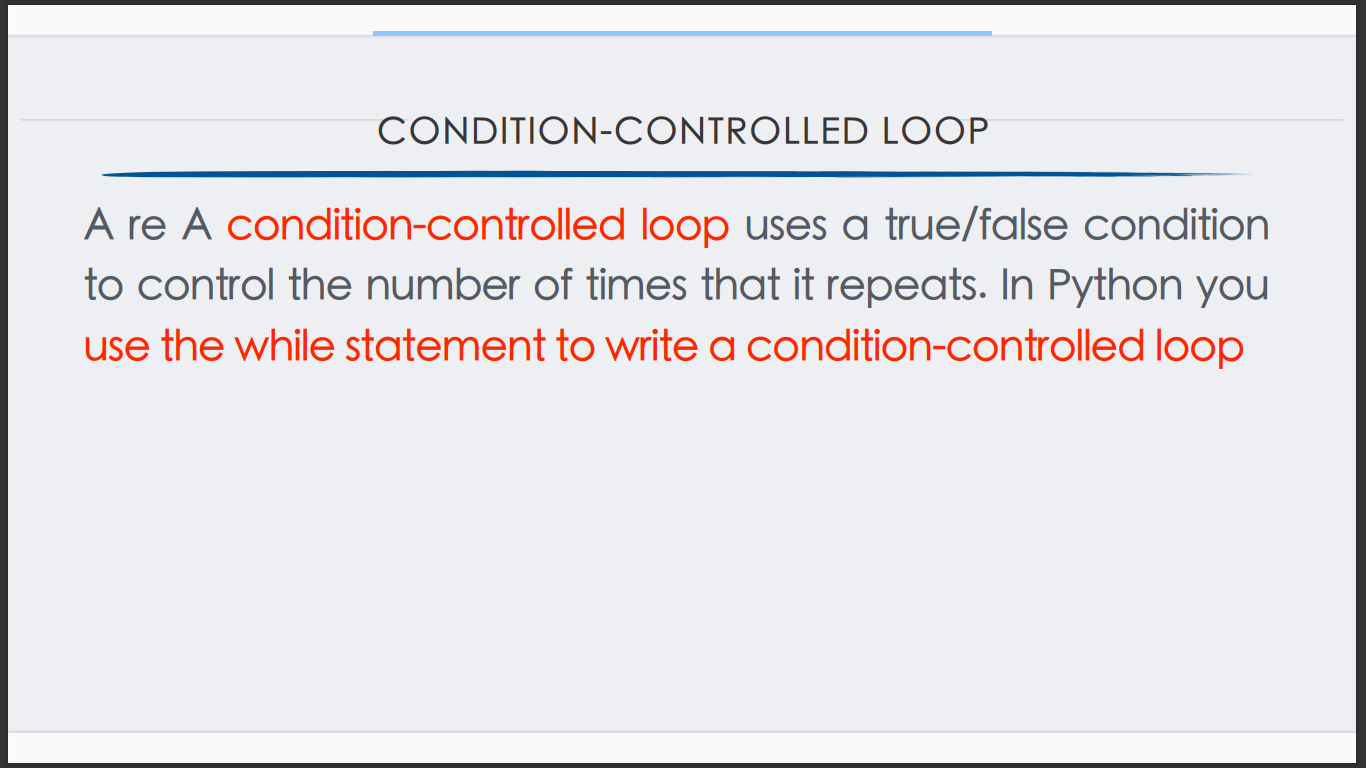 CONDITION-CONTROLLED LOOP
A re A condition-controlled loop uses a true/false condition
to control the number of times that it repeats. In Python you
use the while statement to write a condition-controlled loop